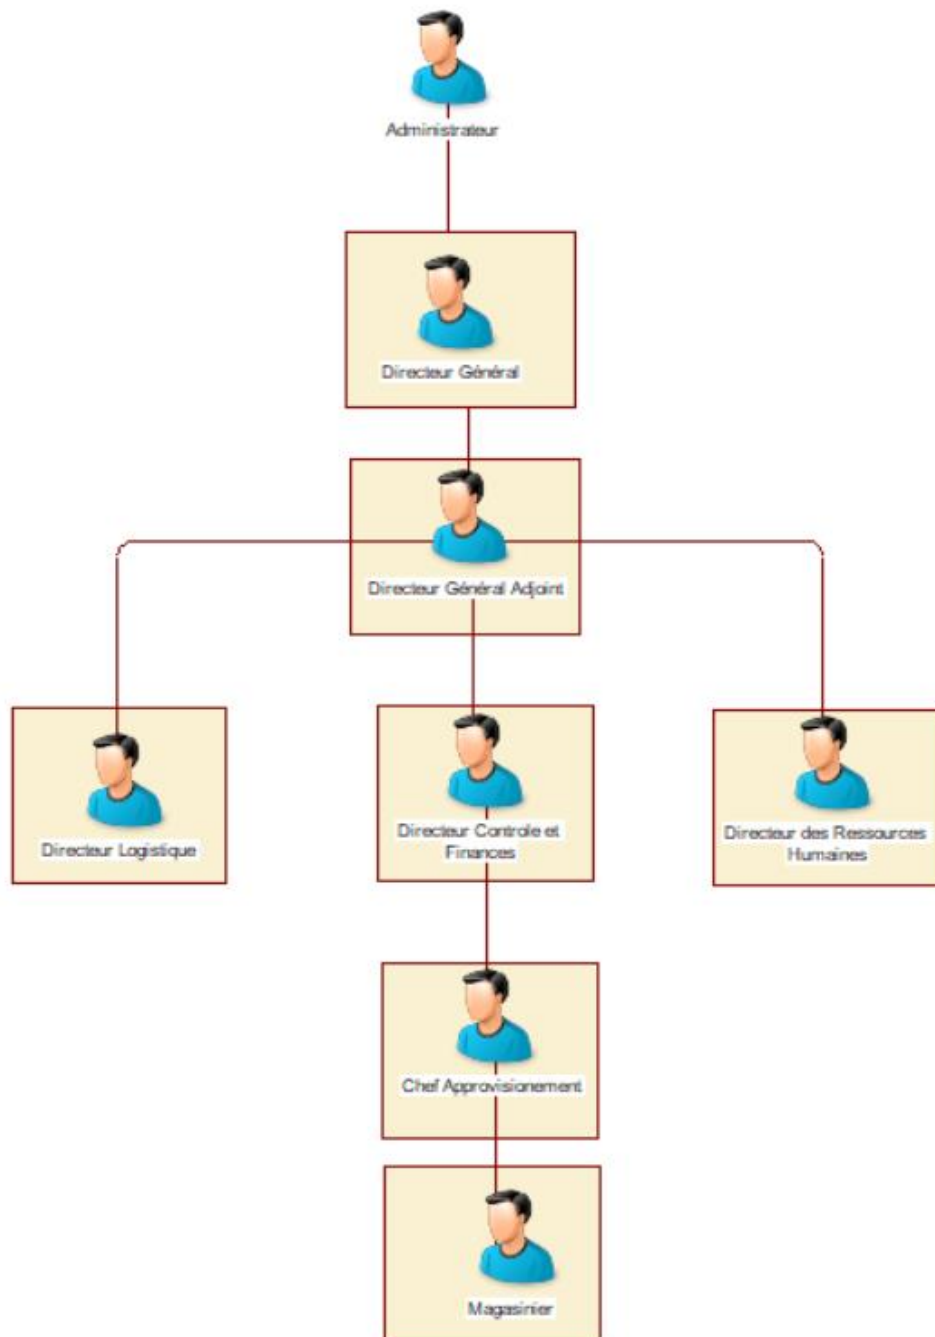 Administrateur
Directeur Général
Directeur Général Adjoint
Directeur Logistique
Directeur Controle et
Finances
Directeur des Ressources
Humaines
Chef Approvisionement
Magasinier